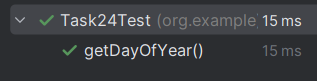 Task24Test (org.example) 15 ms
getDayOfYear() 15 ms